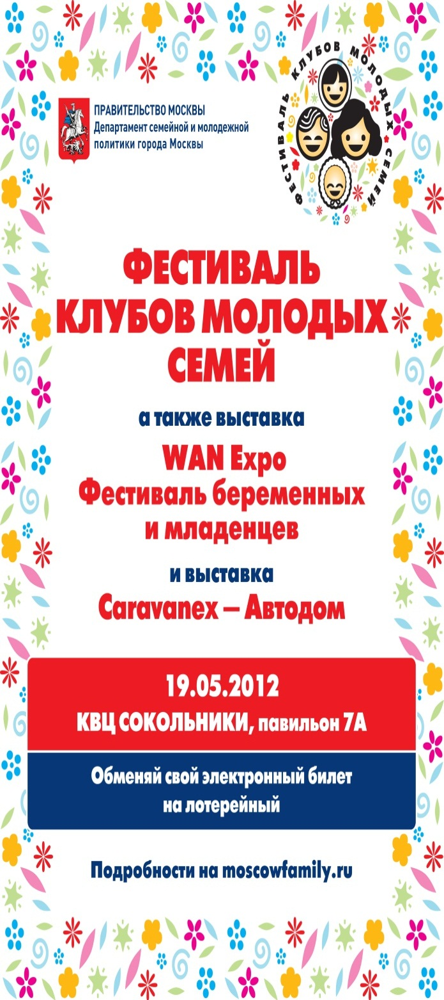 ПРАВИТЕЛЬСТВО МОСКВЫ
Департамент семейной и молодежной
политики города Москвы
ФЕСТИВАЛЬ КЛУБОВ МОЛОДЫХ СЕМЕЙ
ФЕСТИВАЛЬ
КЛУБОВ МОЛОДЫХ
СЕМЕЙ
а также выставка
WAN Expo
Фестиваль беременных
и младенцев
и выставка
Caravanex – Автодом
19.05.2012
КВЦ СОКОЛЬНИКИ, павильон 7А
Обменяй свой электронный билет
на лотерейный
Подробности на moscowfamily.ru